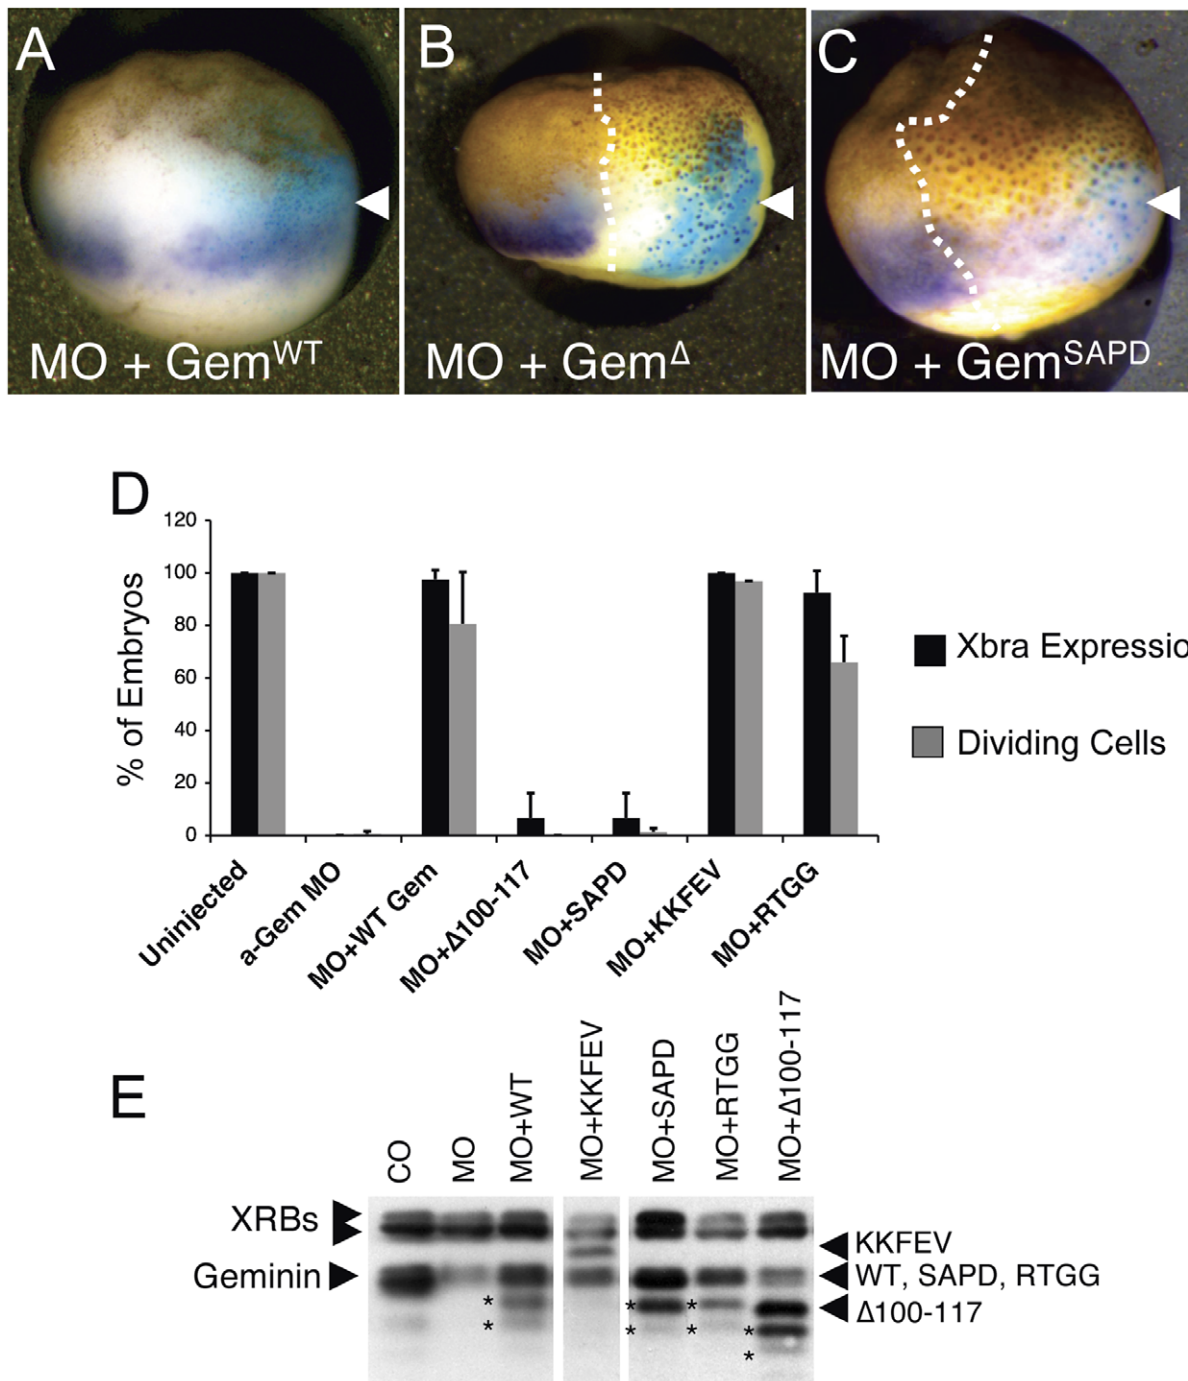 A
B
C
MO + Gem^WT
MO + Gem^Δ
MO + Gem^SAPD
D
120
100
80
60
40
20
0
% of Embryos
Uninjected
a-Gem MO
MO+WT Gem
MO+Δ100-117
MO+SAPD
MO+KKFEV
MO+RTGG
Xbra Expressio
Dividing Cells
E
CO
MO
MO+WT
MO+KKFEV
MO+SAPD
MO+RTGG
MO+Δ100-117
XRBs
Geminin
KKFEV
WT, SAPD, RTGG
Δ100-117
* * * * * * * *